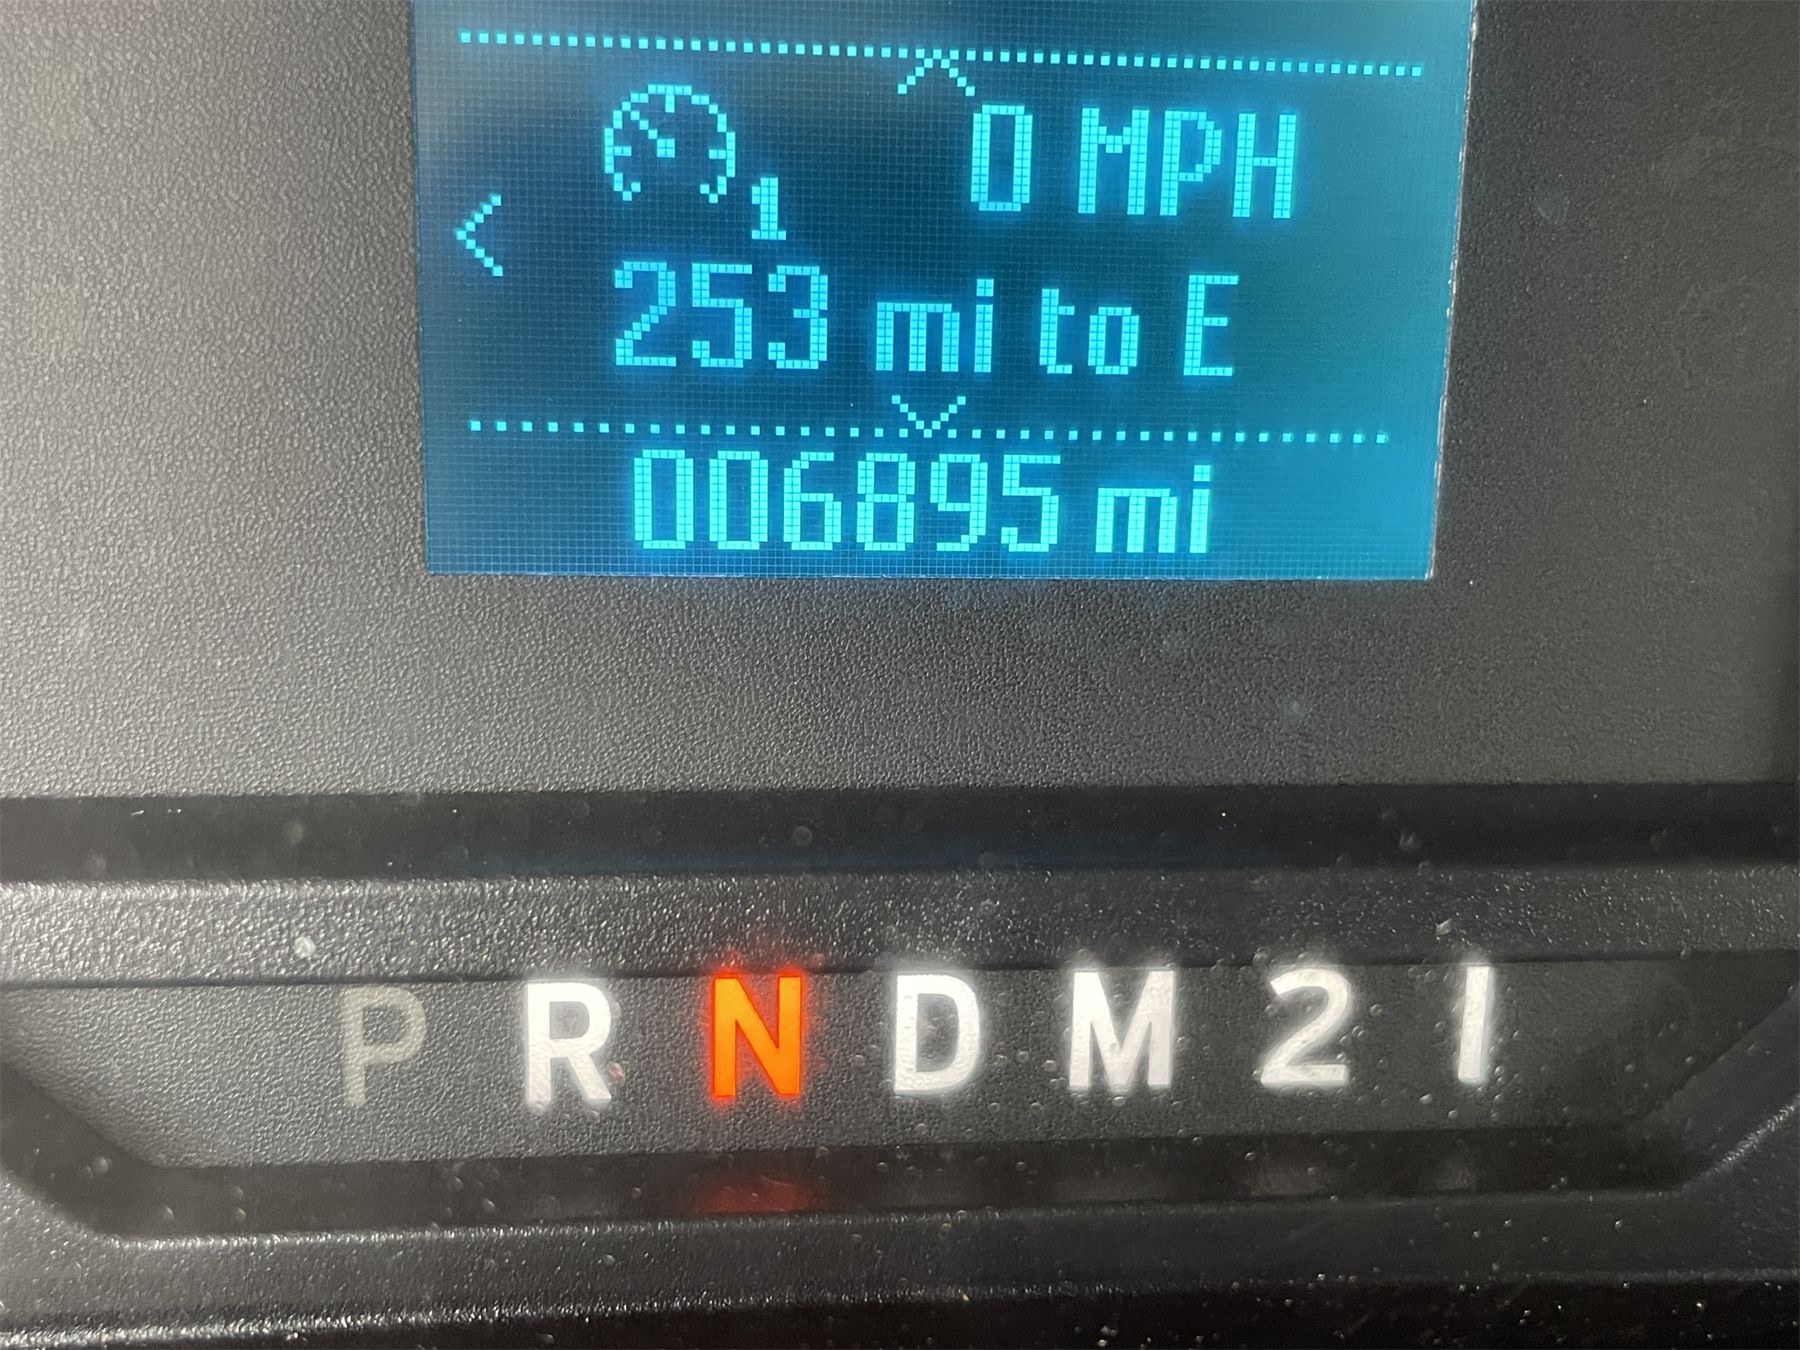 0 MPH
1
253 mi to E
006895 mi
P R N D M 2 1